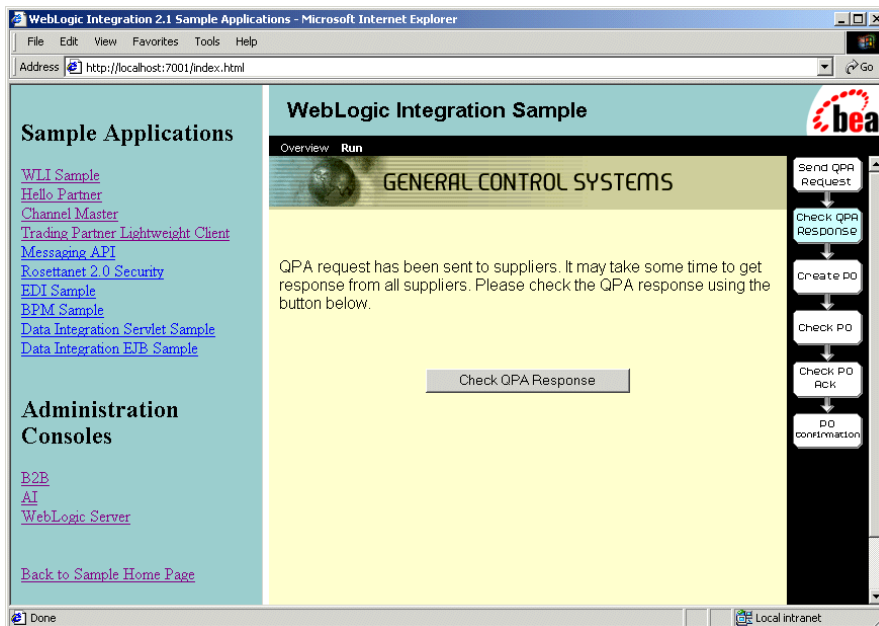 WebLogic Integration 2.1 Sample Applications - Microsoft Internet Explorer
File Edit View Favorites Tools Help
Address http://localhost:7001/index.html Go
Sample Applications
WLI Sample
Hello Partner
Channel Master
Trading Partner Lightweight Client
Messaging API
Rosettanet 2.0 Security
EDI Sample
BPM Sample
Data Integration Servlet Sample
Data Integration EJB Sample
Administration
Consoles
B2B
AI
WebLogic Server
Back to Sample Home Page
WebLogic Integration Sample
bea
Overview Run
GENERAL CONTROL SYSTEMS
QPA request has been sent to suppliers. It may take some time to get
response from all suppliers. Please check the QPA response using the
button below.
Check QPA Response
Send QPA
Request
Check QPA
Response
Create PO
Check PO
Check PO
Ack
PO
Confirmation
Done
Local intranet